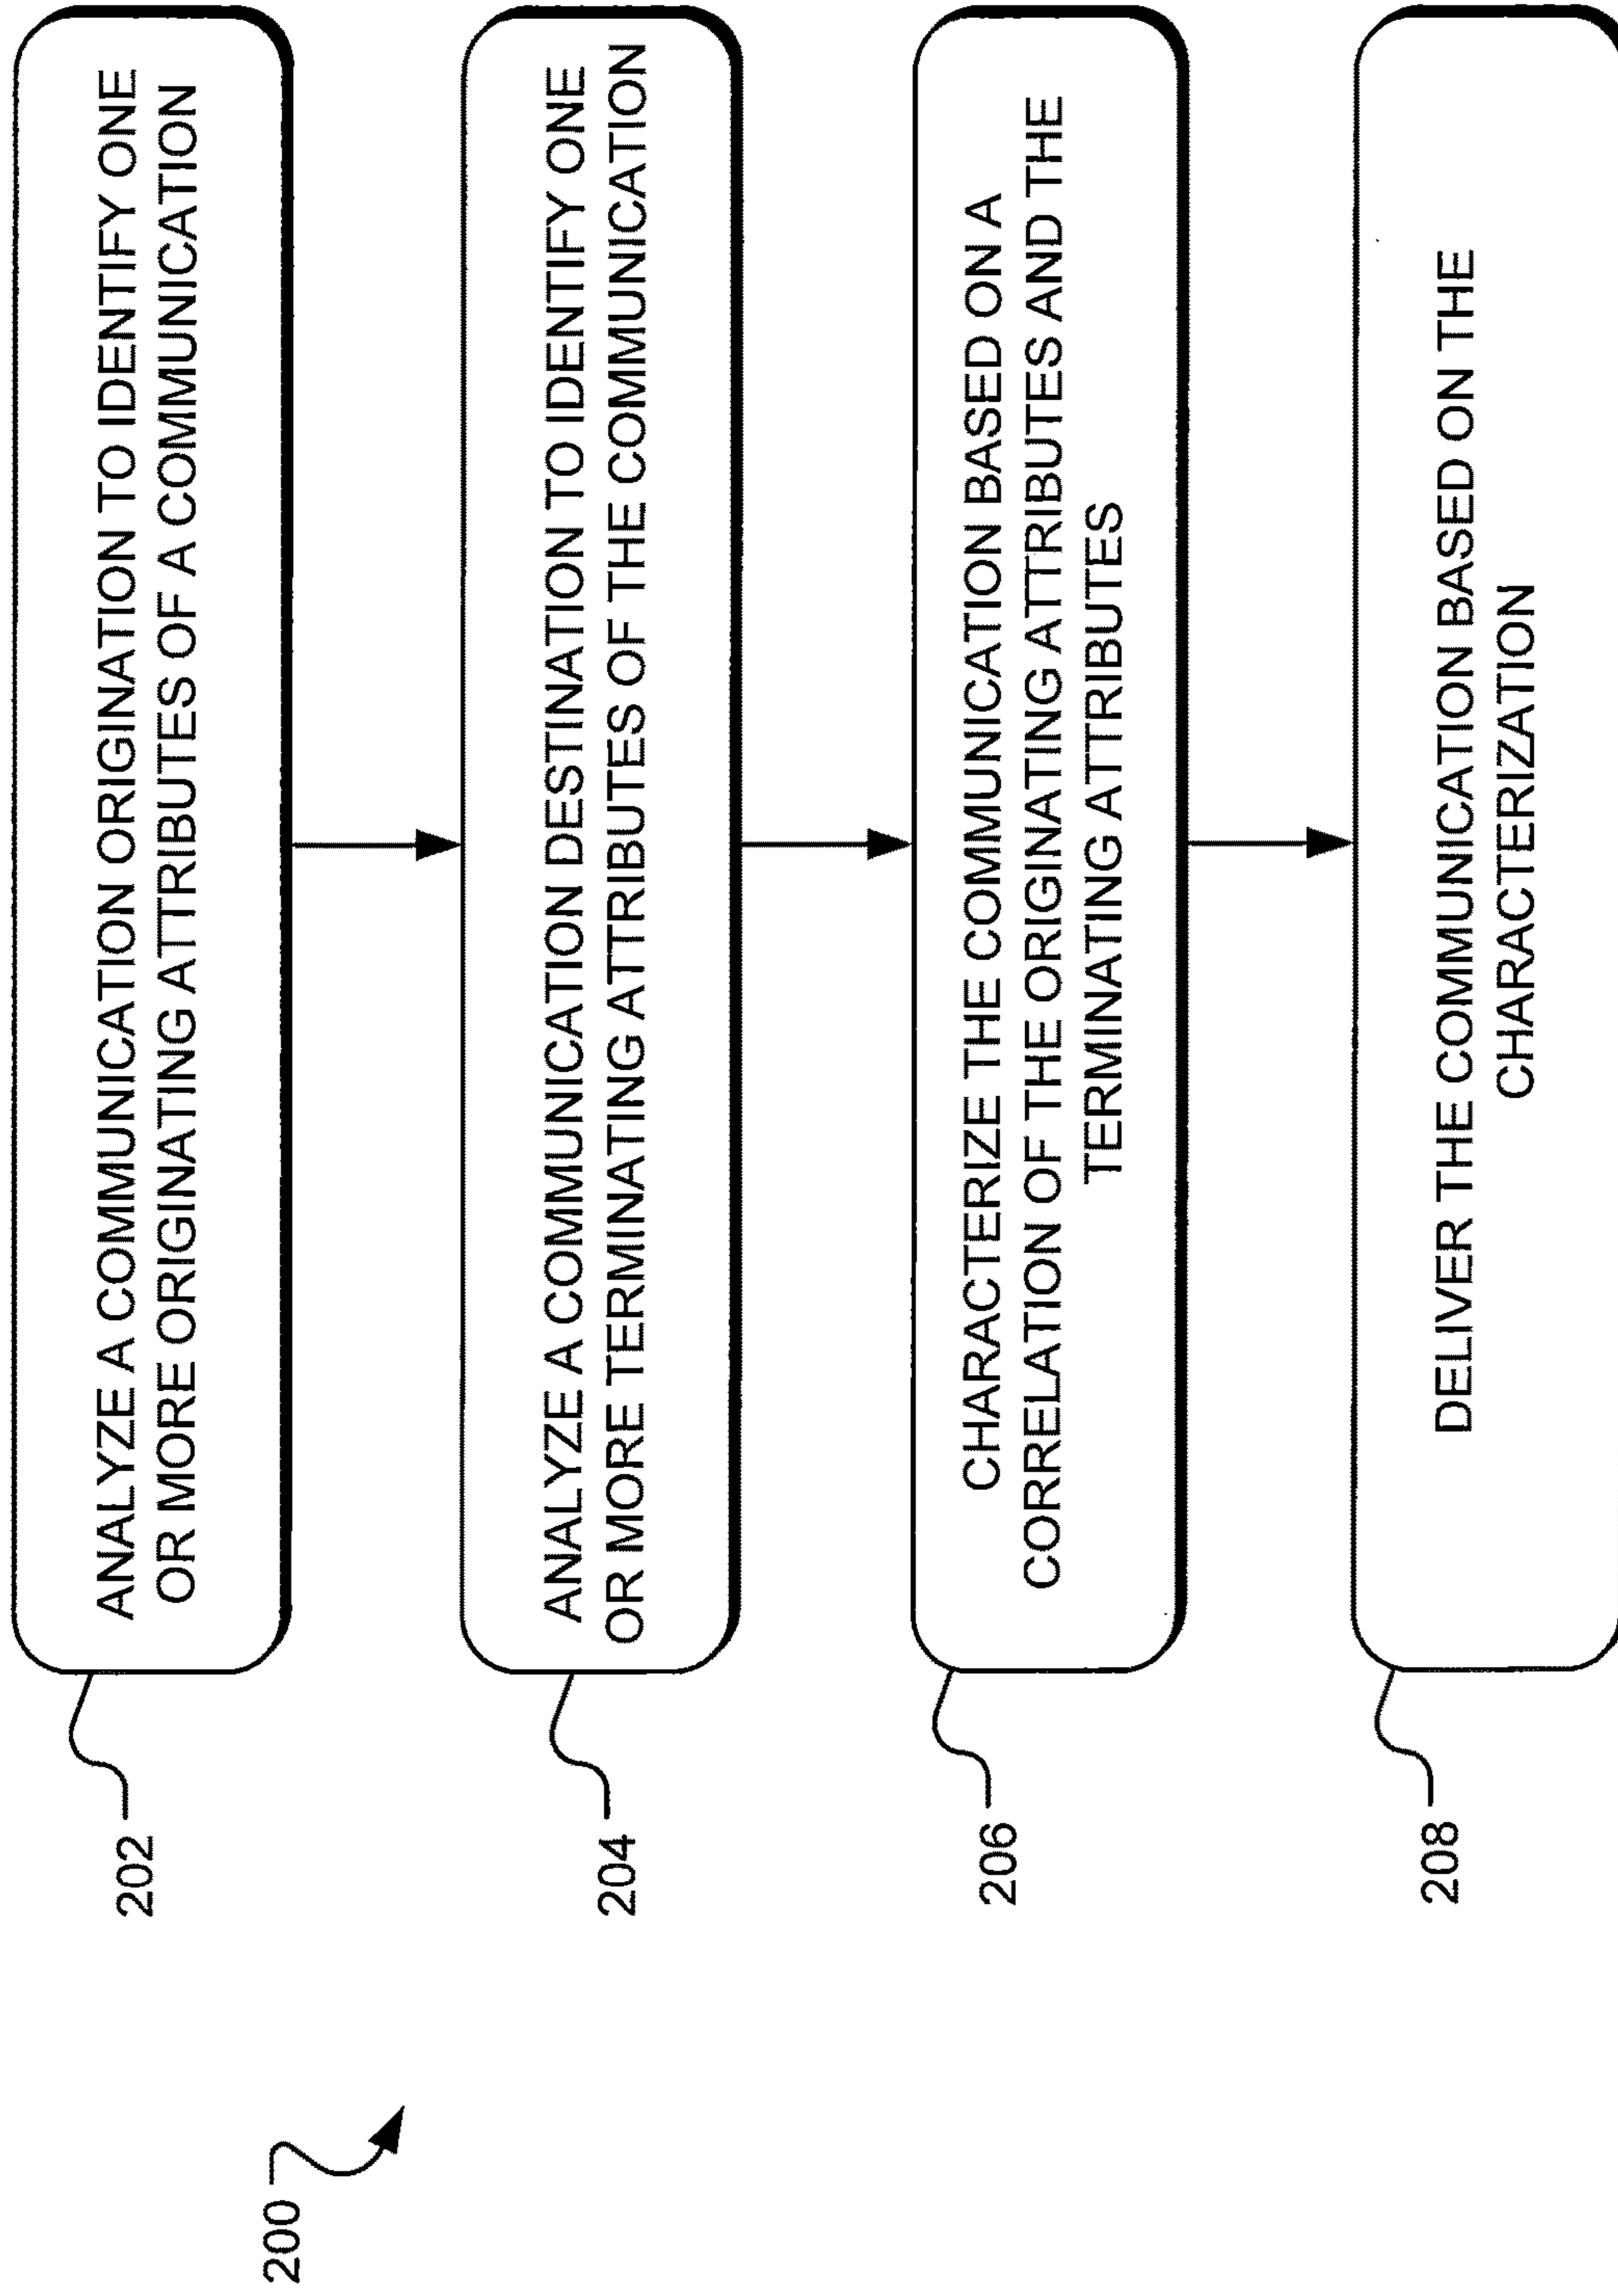 200
202
ANALYZE A COMMUNICATION ORIGINATION TO IDENTIFY ONE
OR MORE ORIGINATING ATTRIBUTES OF A COMMUNICATION
204
ANALYZE A COMMUNICATION DESTINATION TO IDENTIFY ONE
OR MORE TERMINATING ATTRIBUTES OF THE COMMUNICATION
206
CHARACTERIZE THE COMMUNICATION BASED ON A
CORRELATION OF THE ORIGINATING ATTRIBUTES AND THE
TERMINATING ATTRIBUTES
208
DELIVER THE COMMUNICATION BASED ON THE
CHARACTERIZATION